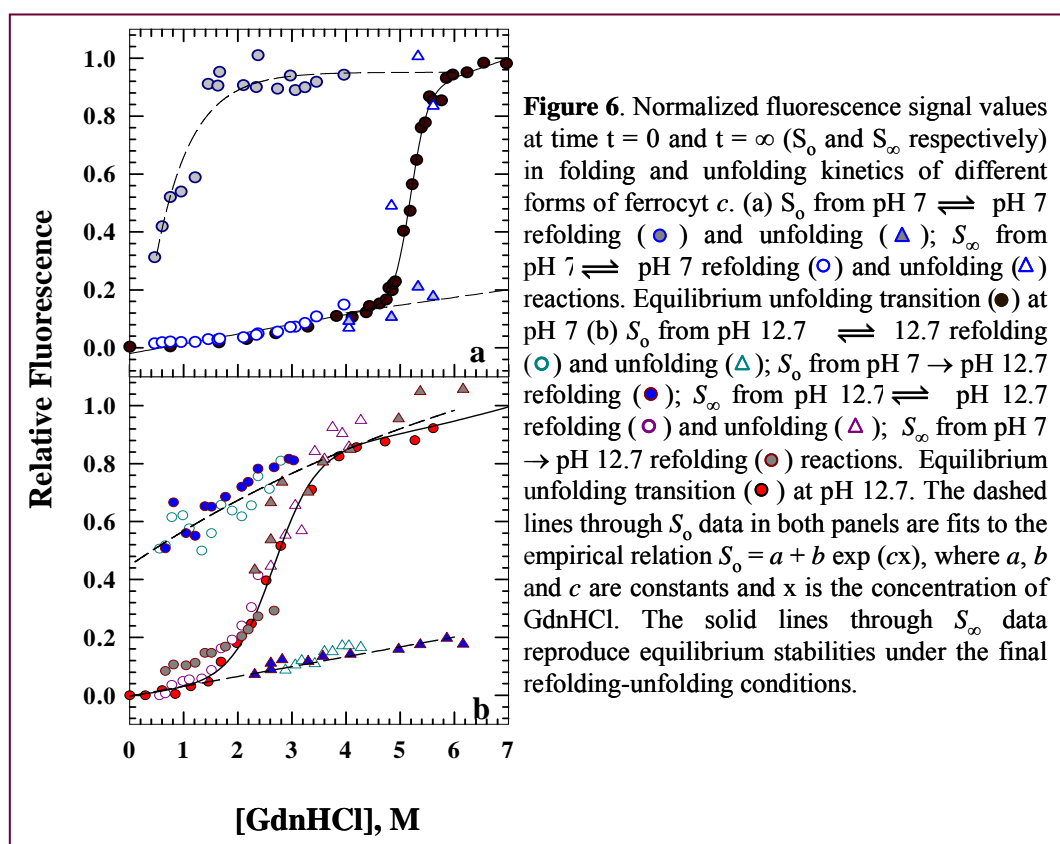 1.0
0.8
0.6
0.4
0.2
0.0
a
1.0
0.8
0.6
0.4
0.2
0.0
b
0 1 2 3 4 5 6 7
Relative Fluorescence
[GdnHCl], M
Figure 6. Normalized fluorescence signal values
at time t = 0 and t = ∞ (Sₒ and S∞ respectively)
in folding and unfolding kinetics of different
forms of ferrocyt c. (a) Sₒ from pH 7 ⇌ pH 7
refolding ( ) and unfolding ( ); S∞ from
pH 7 ⇌ pH 7 refolding ( ) and unfolding ( )
reactions. Equilibrium unfolding transition ( ) at
pH 7 (b) Sₒ from pH 12.7 ⇌ 12.7 refolding
( ) and unfolding ( ); Sₒ from pH 7 → pH 12.7
refolding ( ); S∞ from pH 12.7 ⇌ pH 12.7
refolding ( ) and unfolding ( ); S∞ from pH 7
→ pH 12.7 refolding ( ) reactions. Equilibrium
unfolding transition ( ) at pH 12.7. The dashed
lines through Sₒ data in both panels are fits to the
empirical relation Sₒ = a + b exp (cx), where a, b
and c are constants and x is the concentration of
GdnHCl. The solid lines through S∞ data
reproduce equilibrium stabilities under the final
refolding-unfolding conditions.